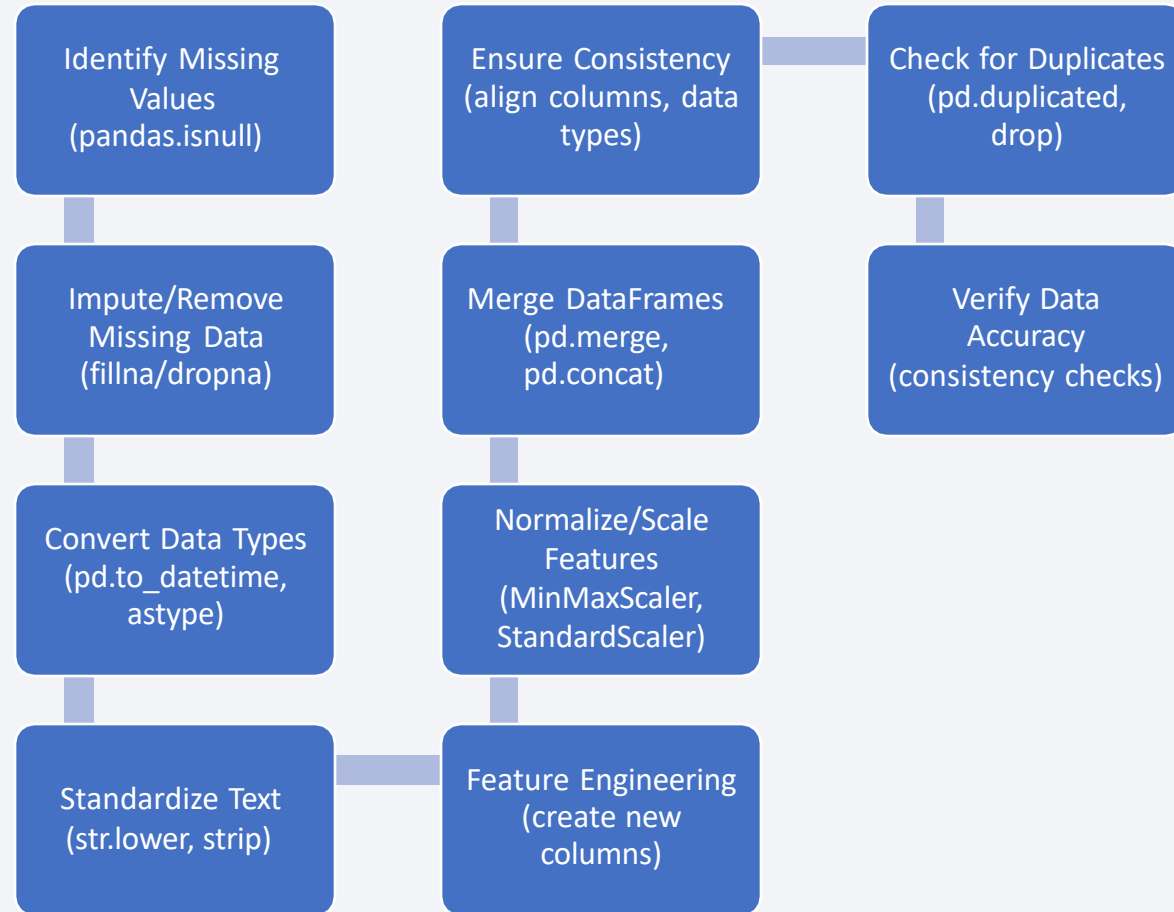 Identify Missing
Values
(pandas.isnull)
Impute/Remove
Missing Data
(fillna/dropna)
Convert Data Types
(pd.to_datetime,
astype)
Standardize Text
(str.lower, strip)
Feature Engineering
(create new
columns)
Normalize/Scale
Features
(MinMaxScaler,
StandardScaler)
Merge DataFrames
(pd.merge,
pd.concat)
Ensure Consistency
(align columns, data
types)
Check for Duplicates
(pd.duplicated,
drop)
Verify Data
Accuracy
(consistency checks)